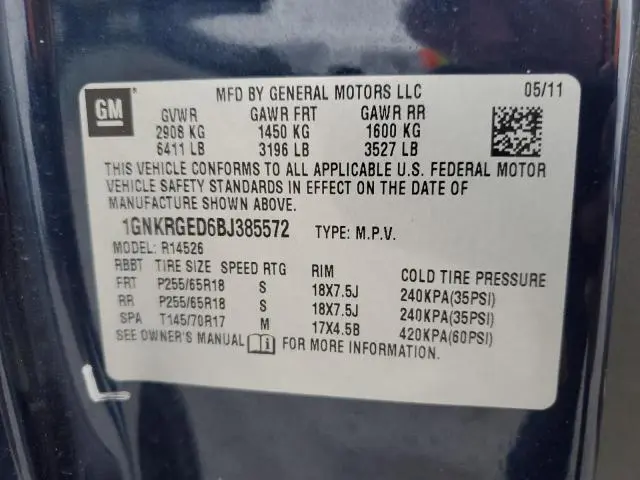 GM
MFD BY GENERAL MOTORS LLC 05/11
GVWR GAWR FRT GAWR RR
2908 KG 1450 KG 1600 KG
6411 LB 3196 LB 3527 LB
THIS VEHICLE CONFORMS TO ALL APPLICABLE U.S. FEDERAL MOTOR
VEHICLE SAFETY STANDARDS IN EFFECT ON THE DATE OF
MANUFACTURE SHOWN ABOVE.
1GNKRGED6BJ385572 TYPE: M.P.V.
MODEL: R14526
RBBT TIRE SIZE SPEED RTG RIM COLD TIRE PRESSURE
FRT P255/65R18 S 18X7.5J 240KPA(35PSI)
RR P255/65R18 S 18X7.5J 240KPA(35PSI)
SPA T145/70R17 M 17X4.5B 420KPA(60PSI)
SEE OWNER'S MANUAL FOR MORE INFORMATION.